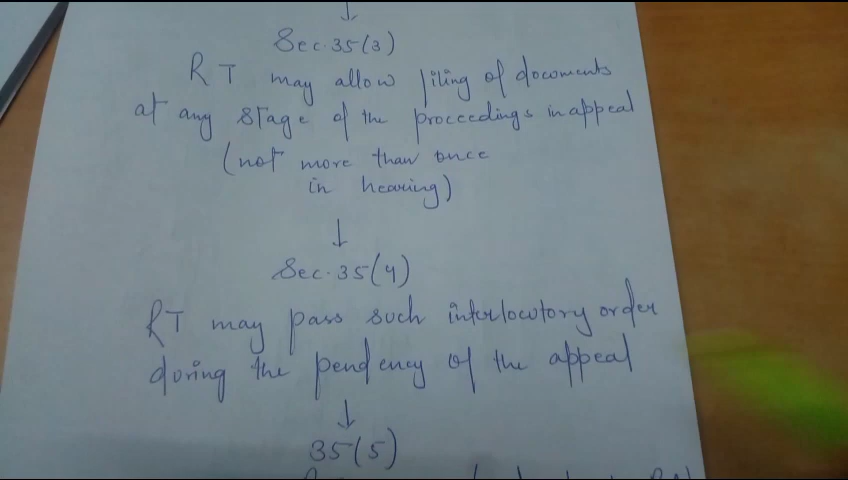 Sec. 35(3)
RT may allow filing of documents
at any stage of the proceedings in appeal
(not more than once
in hearing)
Sec. 35(4)
RT may pass such interlocutory order
during the pendency of the appeal
35(5)